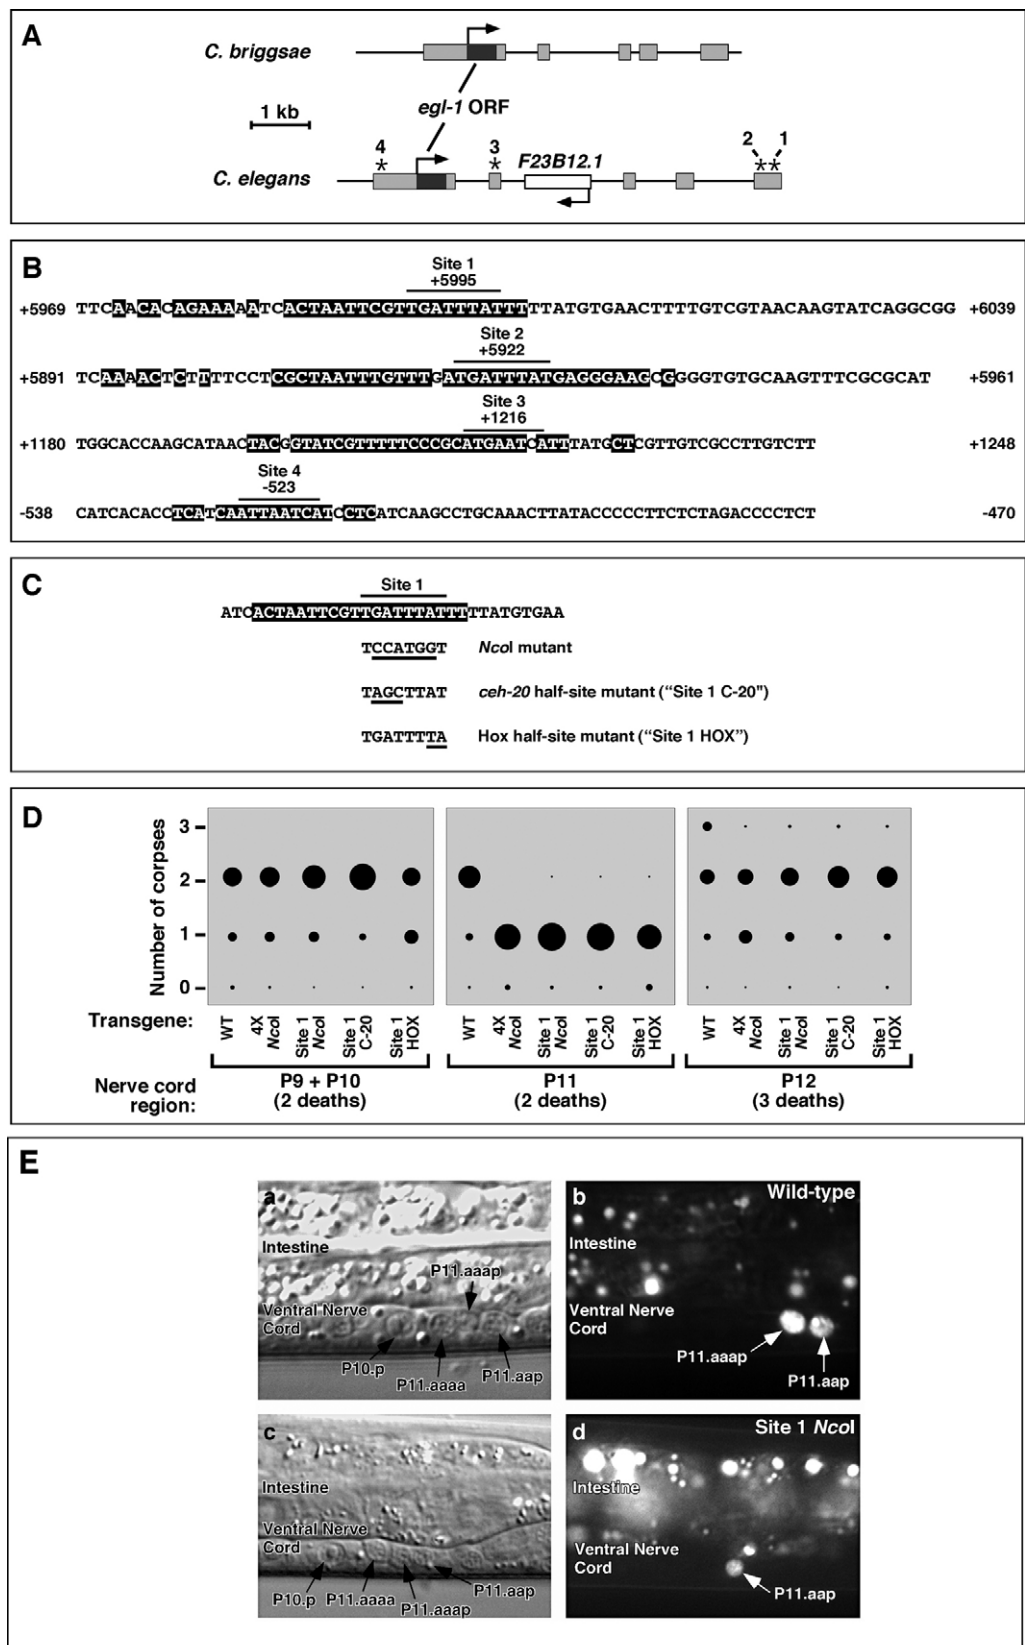 A
C. briggsae
egl-1 ORF
1 kb
4
3
F23B12.1
2
1
* * **
C. elegans
B
Site 1
+5995
+5969 TTCAACACAGAAAAATCACTAATTCGTTGATTTATTTTTATGTGAACTTTTGTCGTAACAAGTATCAGGCGG +6039
Site 2
+5922
+5891 TCAAAACTCTTTTCCTCGCTAATTTGTTTGATGATTTATGAGGGAAGCGGGGGTGTGCAAGTTTCGCGCAT +5961
Site 3
+1216
+1180 TGGCACCAAGCATAACTACGGTATCGTTTTTCCCGCATGAATCATTTATGCTCGTTGTCGCCTTGTCTT +1248
Site 4
-523
-538 CATCACACCTCATCAATTAATCATCCTCATCAAGCCTGCAAACTTATACCCCCTTCTCTAGACCCCTCT -470
C
Site 1
ATCACTAATTCGTTGATTTATTTTTATGTGAA
TCCATGGT NcoI mutant
TAGCTTAT ceh-20 half-site mutant (“Site 1 C-20")
TGATTTTA Hox half-site mutant (“Site 1 HOX”)
D
Number of corpses
3
2
1
0
Transgene:
WT
4X NcoI
Site 1 NcoI
Site 1 C-20
Site 1 HOX
WT
4X NcoI
Site 1 NcoI
Site 1 C-20
Site 1 HOX
WT
4X NcoI
Site 1 NcoI
Site 1 C-20
Site 1 HOX
Nerve cord region:
P9 + P10
(2 deaths)
P11
(2 deaths)
P12
(3 deaths)
E
a
Intestine
P11.aaap
Ventral Nerve
Cord
P10.p
P11.aaaa
P11.aap
b
Wild-type
Intestine
Ventral Nerve
Cord
P11.aaap
P11.aap
c
Intestine
Ventral Nerve
Cord
P10.p
P11.aaaa
P11.aaap
P11.aap
d
Site 1 NcoI
Intestine
Ventral Nerve
Cord
P11.aap